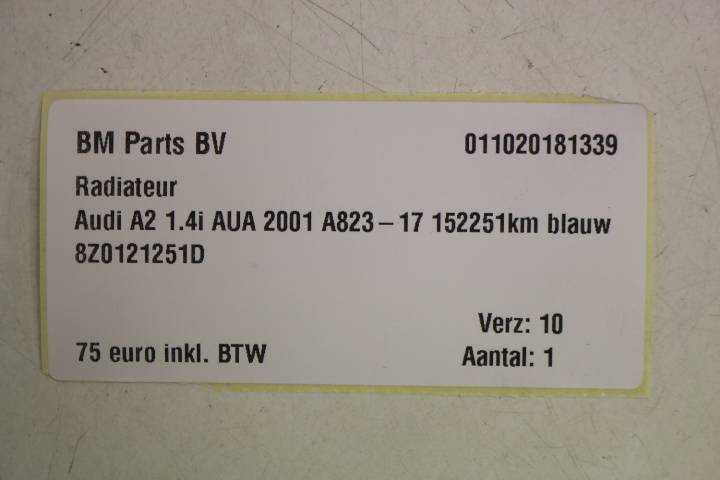 BM Parts BV 011020181339
Radiateur
Audi A2 1.4i AUA 2001 A823-17 152251km blauw
8Z0121251D
Verz: 10
75 euro inkl. BTW Aantal: 1